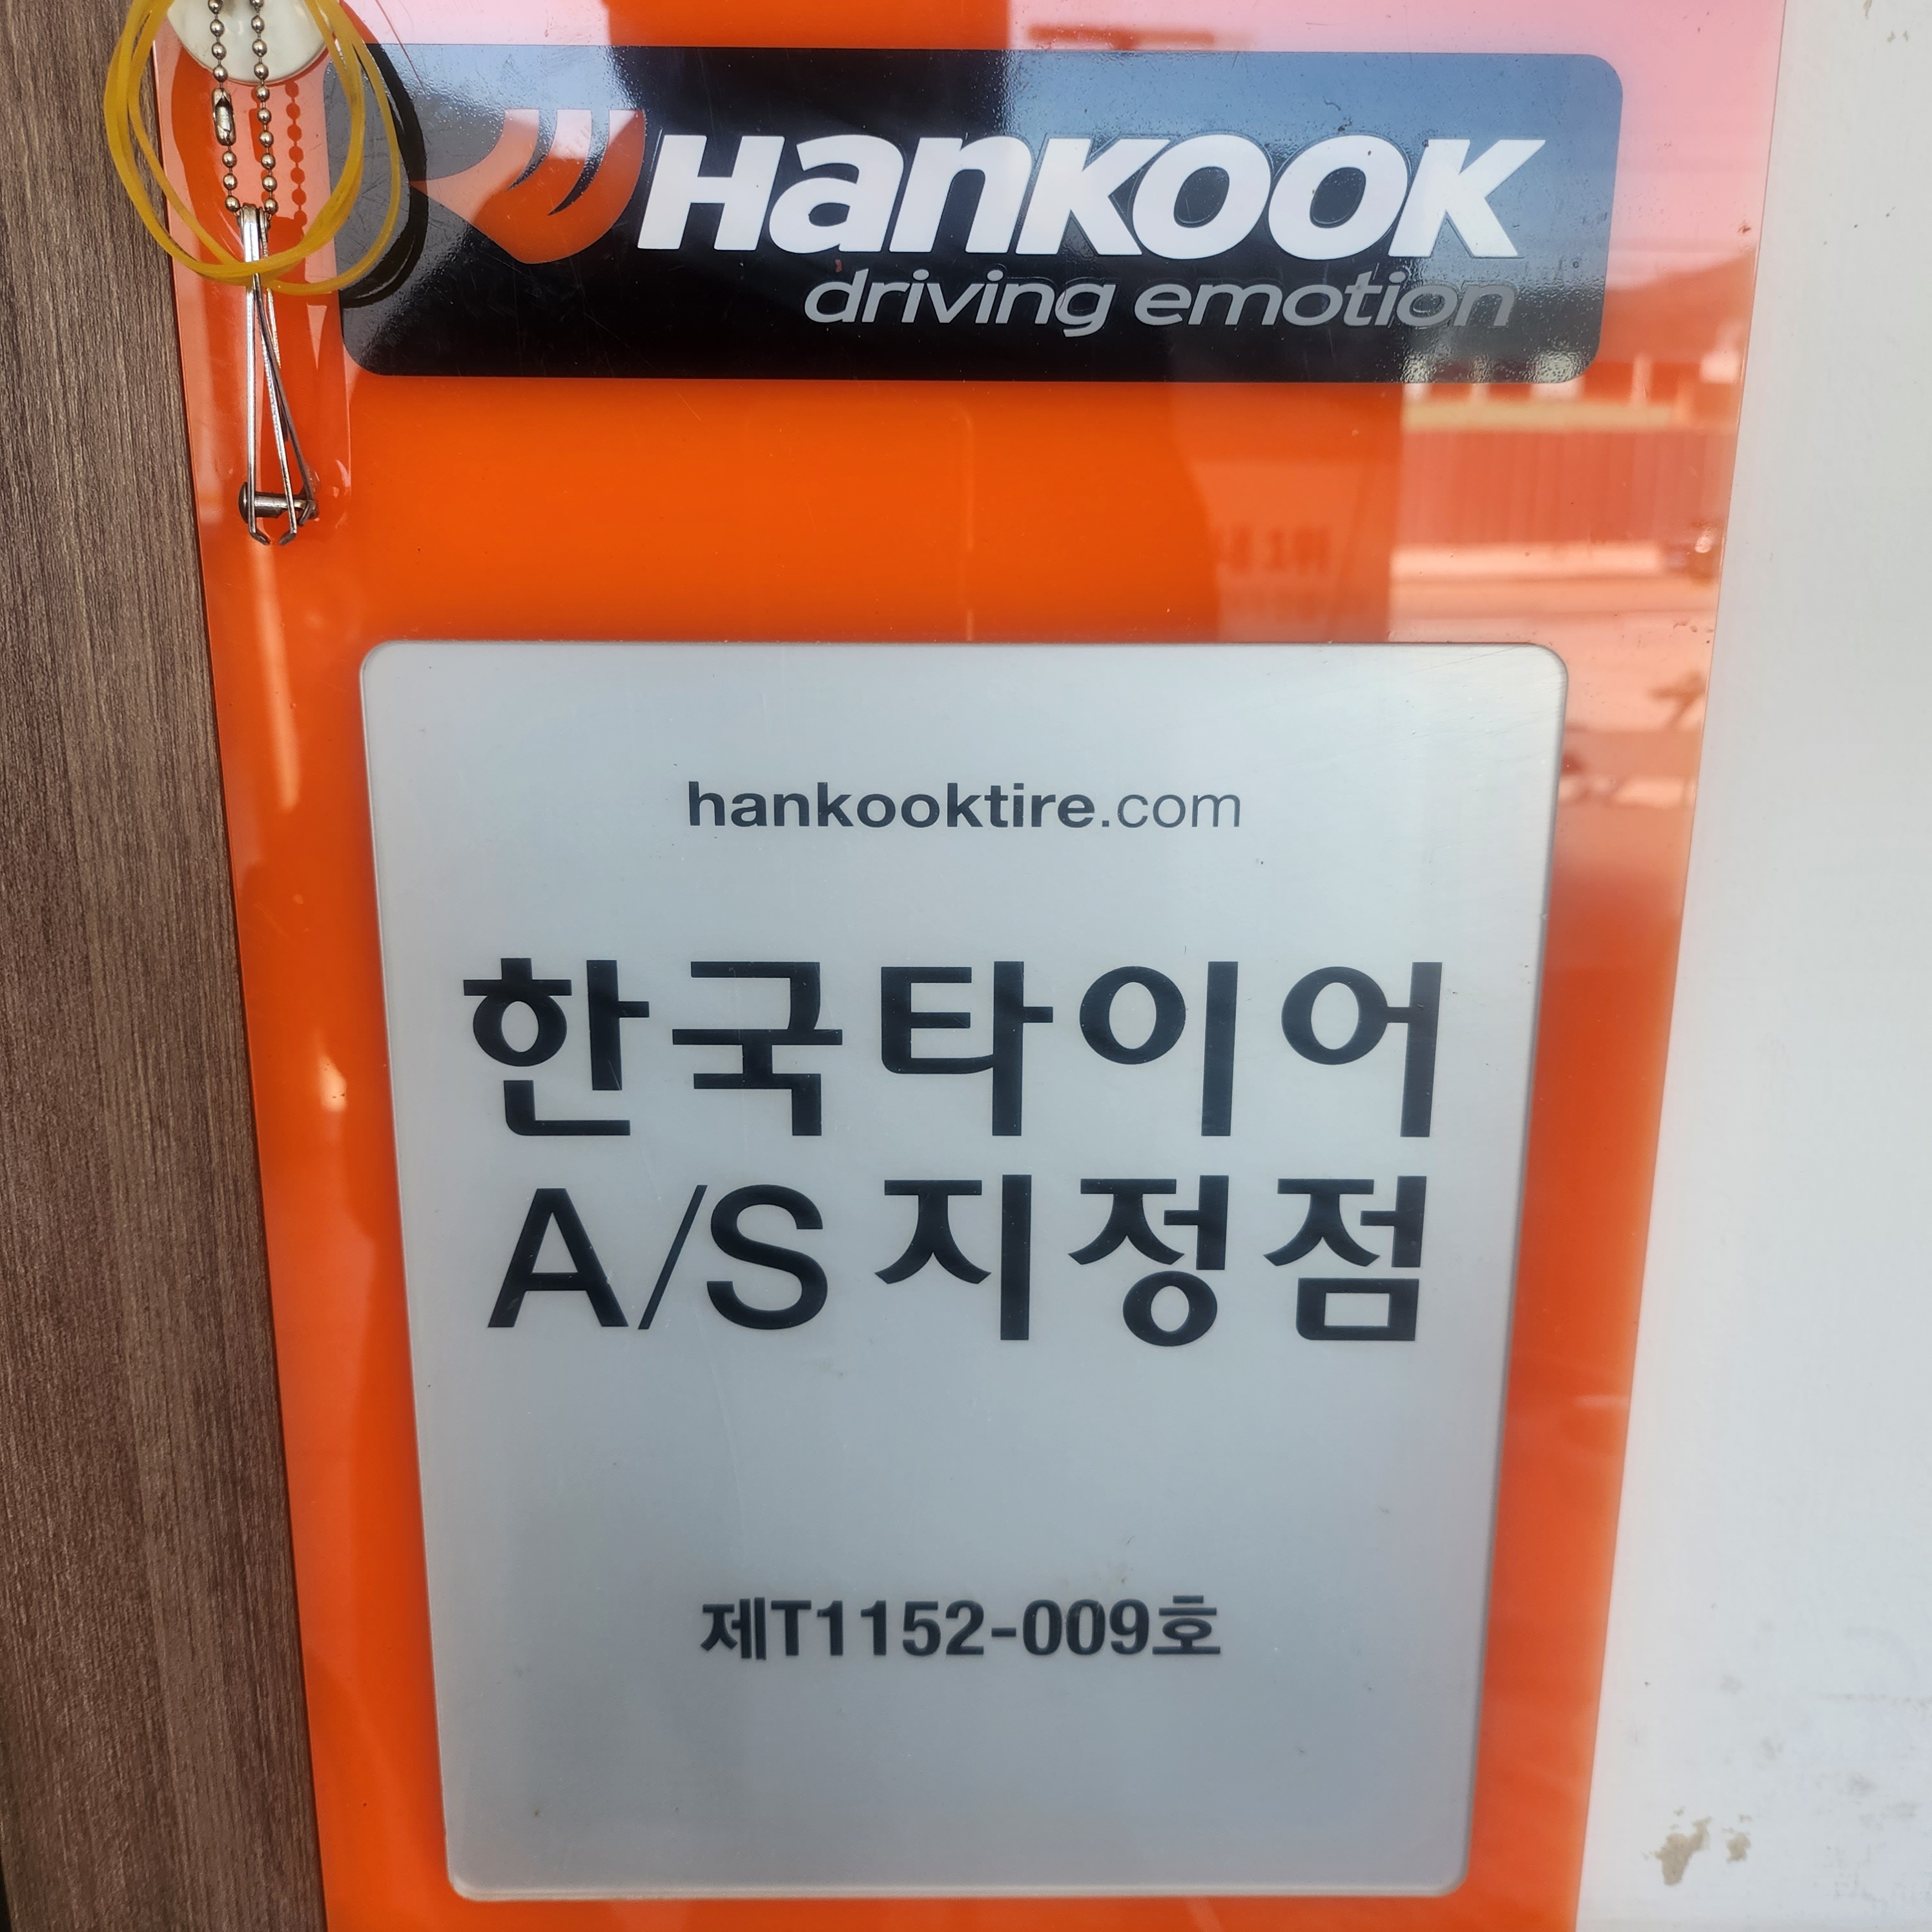 Hankook
driving emotion
hankooktire.com
한국타이어
A/S 지정점
제T1152-009호